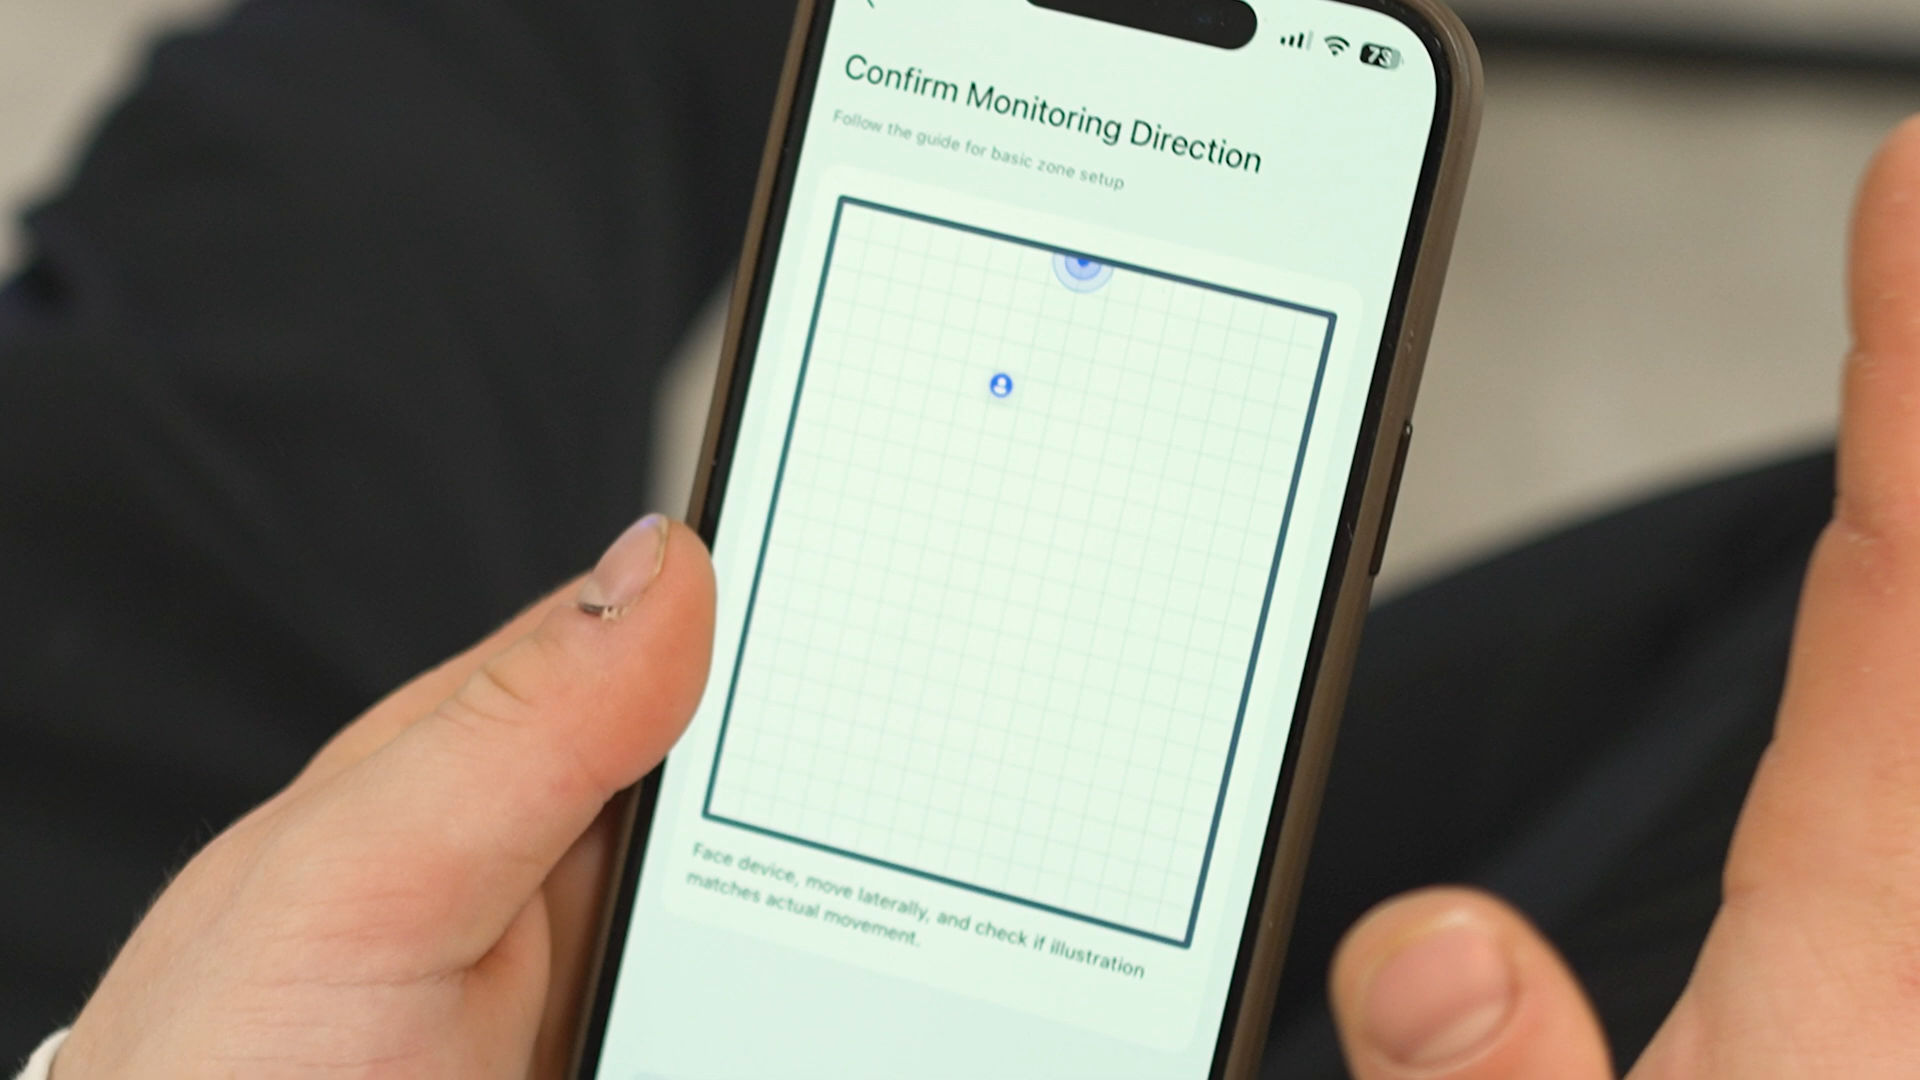 73
Confirm Monitoring Direction
Follow the guide for basic zone setup
Face device, move laterally, and check if illustration
matches actual movement.